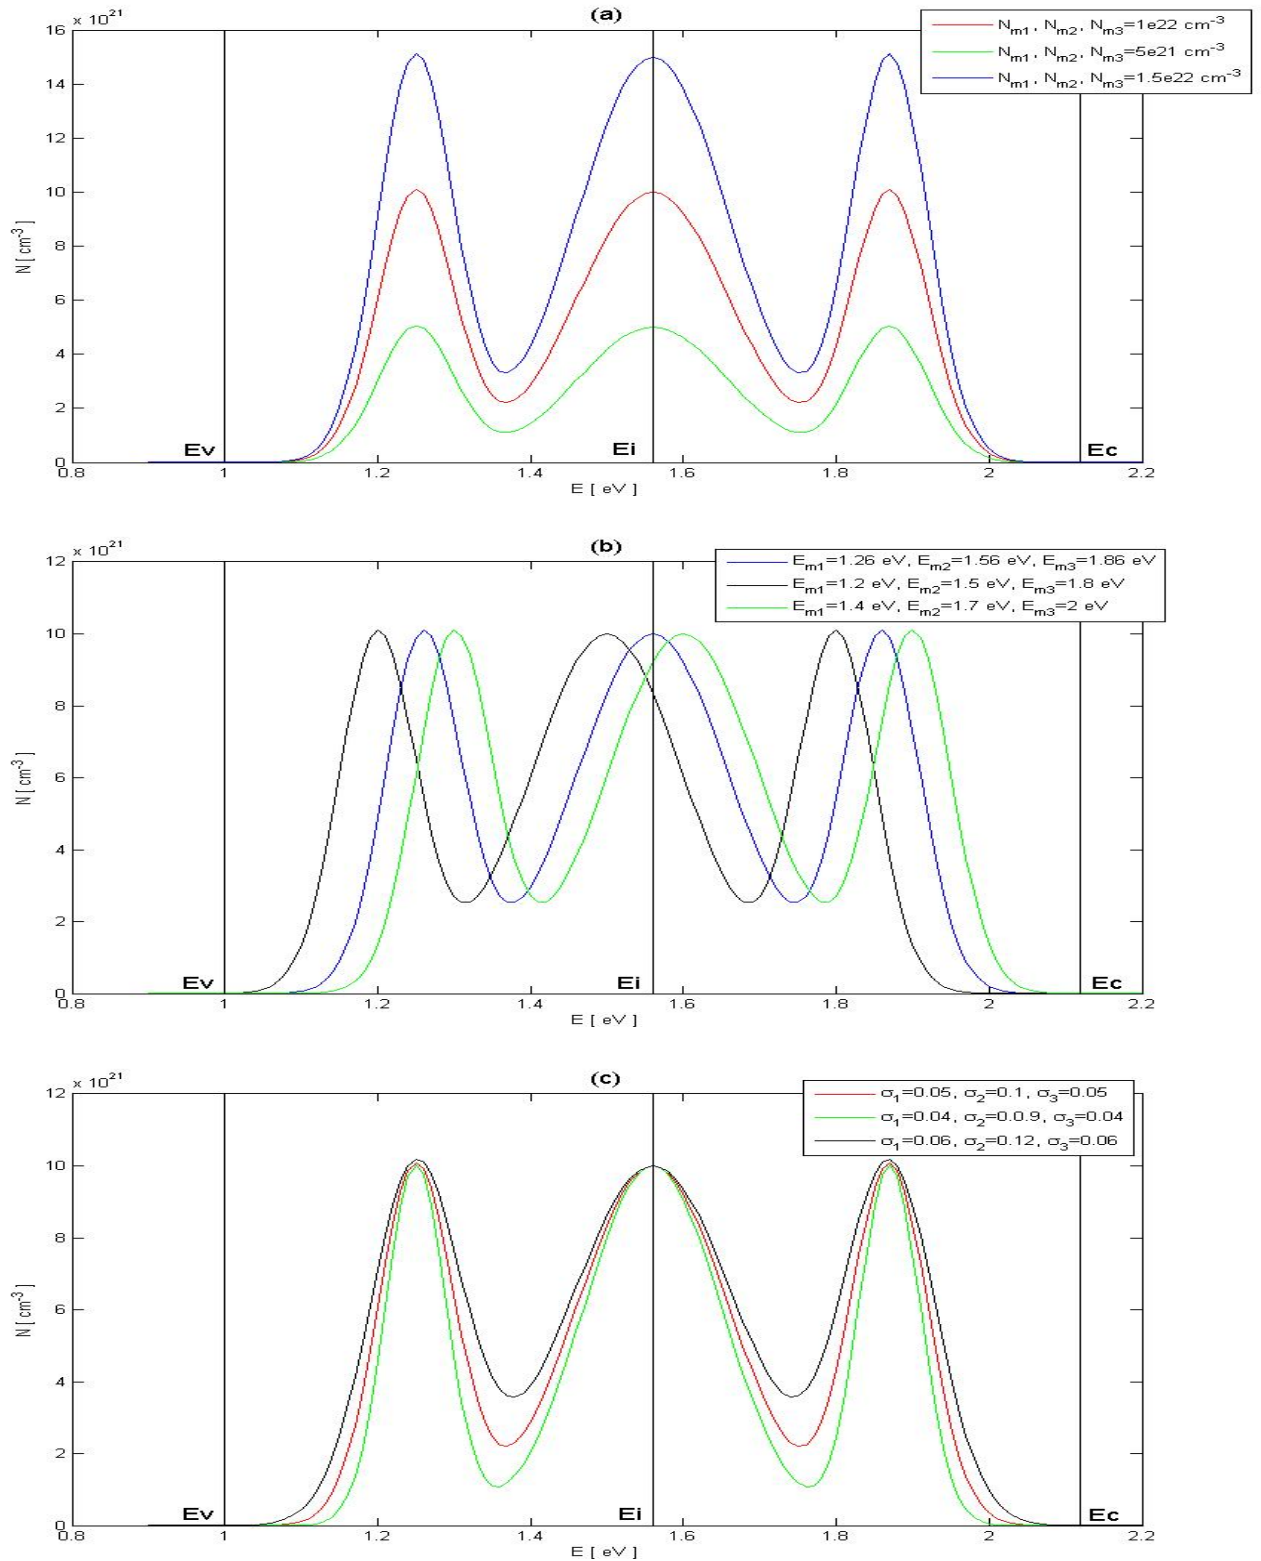 (a)
x 10^21
N_m1, N_m2, N_m3=1e22 cm^-3
N_m1, N_m2, N_m3=5e21 cm^-3
N_m1, N_m2, N_m3=1.5e22 cm^-3
16
14
12
10
8
6
4
2
0
N [ cm^-3 ]
Ev Ei Ec
0.8 1 1.2 1.4 1.6 1.8 2 2.2
E [ eV ]
(b)
x 10^21
E_m1=1.26 eV, E_m2=1.56 eV, E_m3=1.86 eV
E_m1=1.2 eV, E_m2=1.5 eV, E_m3=1.8 eV
E_m1=1.4 eV, E_m2=1.7 eV, E_m3=2 eV
12
10
8
6
4
2
0
N [ cm^-3 ]
Ev Ei Ec
0.8 1 1.2 1.4 1.6 1.8 2 2.2
E [ eV ]
(c)
x 10^21
σ_1=0.05, σ_2=0.1, σ_3=0.05
σ_1=0.04, σ_2=0.0.9, σ_3=0.04
σ_1=0.06, σ_2=0.12, σ_3=0.06
12
10
8
6
4
2
0
N [ cm^-3 ]
Ev Ei Ec
0.8 1 1.2 1.4 1.6 1.8 2 2.2
E [ eV ]